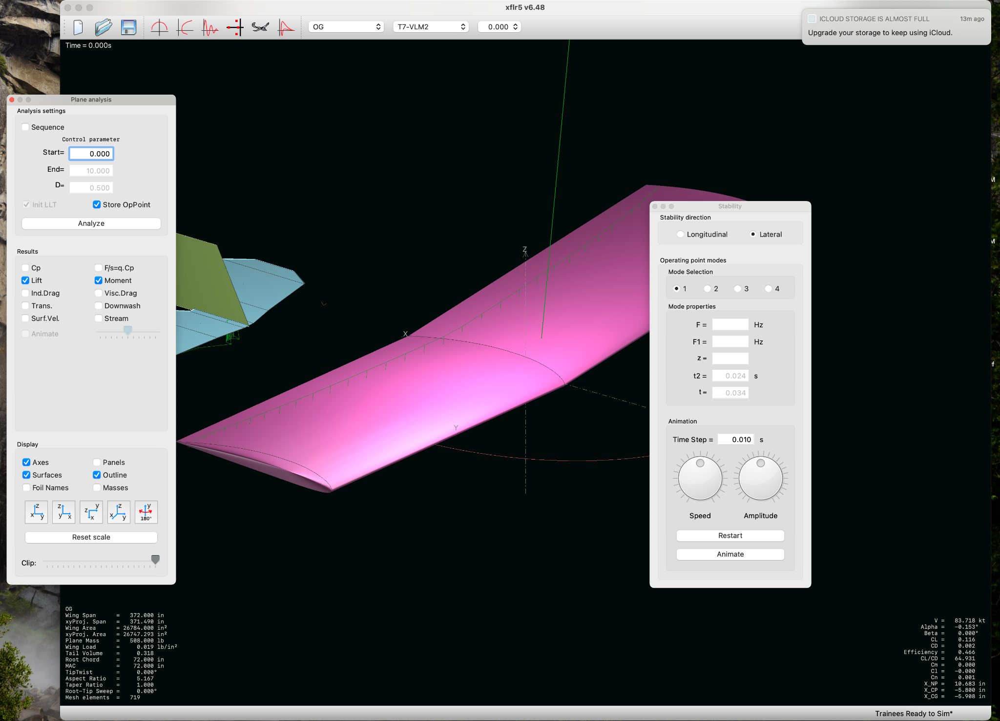 xflr5 v6.48
OG
T7-VLM2
0.000
ICLOUD STORAGE IS ALMOST FULL 13m ago
Upgrade your storage to keep using iCloud.
Time = 0.000s
Plane analysis
Analysis settings
Sequence
Control parameter
Start= 0.000
End= 10.000
D= 0.500
Init LLT Store OpPoint
Analyze
Results
Cp F/s=q.Cp
Lift Moment
Ind.Drag Visc.Drag
Trans. Downwash
Surf.Vel. Stream
Animate
Display
Axes Panels
Surfaces Outline
Foil Names Masses
z x y
z y x
y z x
z x y
y 180°
Reset scale
Clip:
Z
X
Y
Stability
Stability direction
Longitudinal Lateral
Operating point modes
Mode Selection
1 2 3 4
Mode properties
F = Hz
F1 = Hz
z =
t2 = 0.024 s
t = 0.034
Animation
Time Step = 0.010 s
Speed Amplitude
Restart
Animate
M
M
f
OG
Wing Span = 372.000 in
xyProj. Span = 371.490 in
Wing Area = 26784.000 in²
xyProj. Area = 26747.293 in²
Plane Mass = 508.000 lb
Wing Load = 0.019 lb/in²
Tail Volume = 0.318
Root Chord = 72.000 in
MAC = 72.000 in
TipTwist = 0.000°
Aspect Ratio = 5.167
Taper Ratio = 1.000
Root-Tip Sweep = 0.000°
Mesh elements = 719
V = 83.718 kt
Alpha = -0.153°
Beta = 0.000°
CL = 0.116
CD = 0.002
Efficiency = 0.466
CL/CD = 64.931
Cm = 0.000
Cl = -0.000
Cn = 0.001
X_NP = 10.683 in
X_CP = -5.800 in
X_CG = -5.908 in
Trainees Ready to Sim*